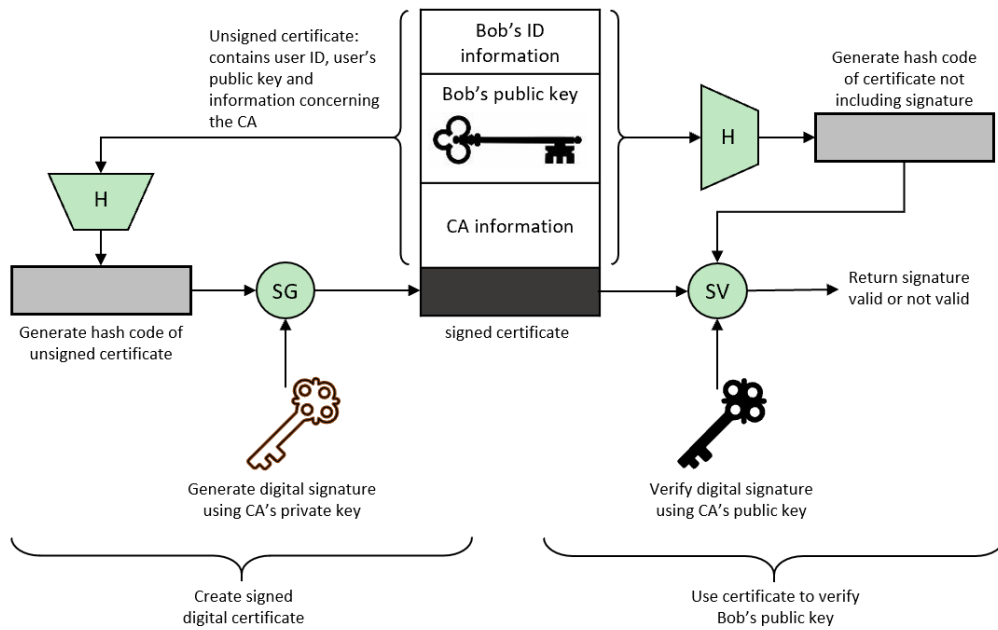 Unsigned certificate:
contains user ID, user's
public key and
information concerning
the CA
Bob's ID
information
Bob's public key
CA information
signed certificate
Generate hash code
of certificate not
including signature
H
H
Generate hash code of
unsigned certificate
SG
SV
Return signature
valid or not valid
Generate digital signature
using CA's private key
Verify digital signature
using CA's public key
Create signed
digital certificate
Use certificate to verify
Bob's public key